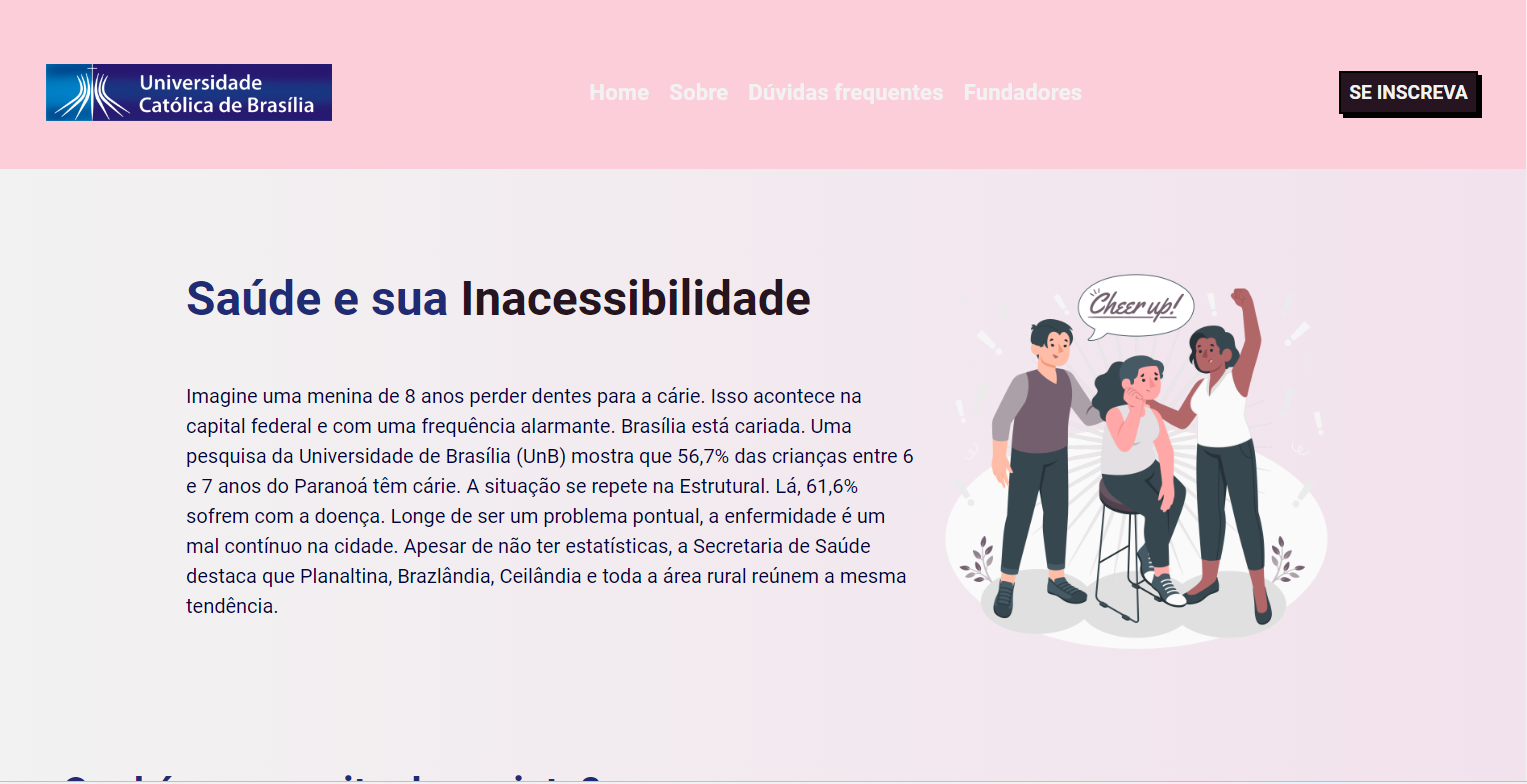 Universidade
Católica de Brasília
Home Sobre Dúvidas frequentes Fundadores
SE INSCREVA
Saúde e sua Inacessibilidade
Cheer up!
Imagine uma menina de 8 anos perder dentes para a cárie. Isso acontece na
capital federal e com uma frequência alarmante. Brasília está cariada. Uma
pesquisa da Universidade de Brasília (UnB) mostra que 56,7% das crianças entre 6
e 7 anos do Paranoá têm cárie. A situação se repete na Estrutural. Lá, 61,6%
sofrem com a doença. Longe de ser um problema pontual, a enfermidade é um
mal contínuo na cidade. Apesar de não ter estatísticas, a Secretaria de Saúde
destaca que Planaltina, Brazlândia, Ceilândia e toda a área rural reúnem a mesma
tendência.